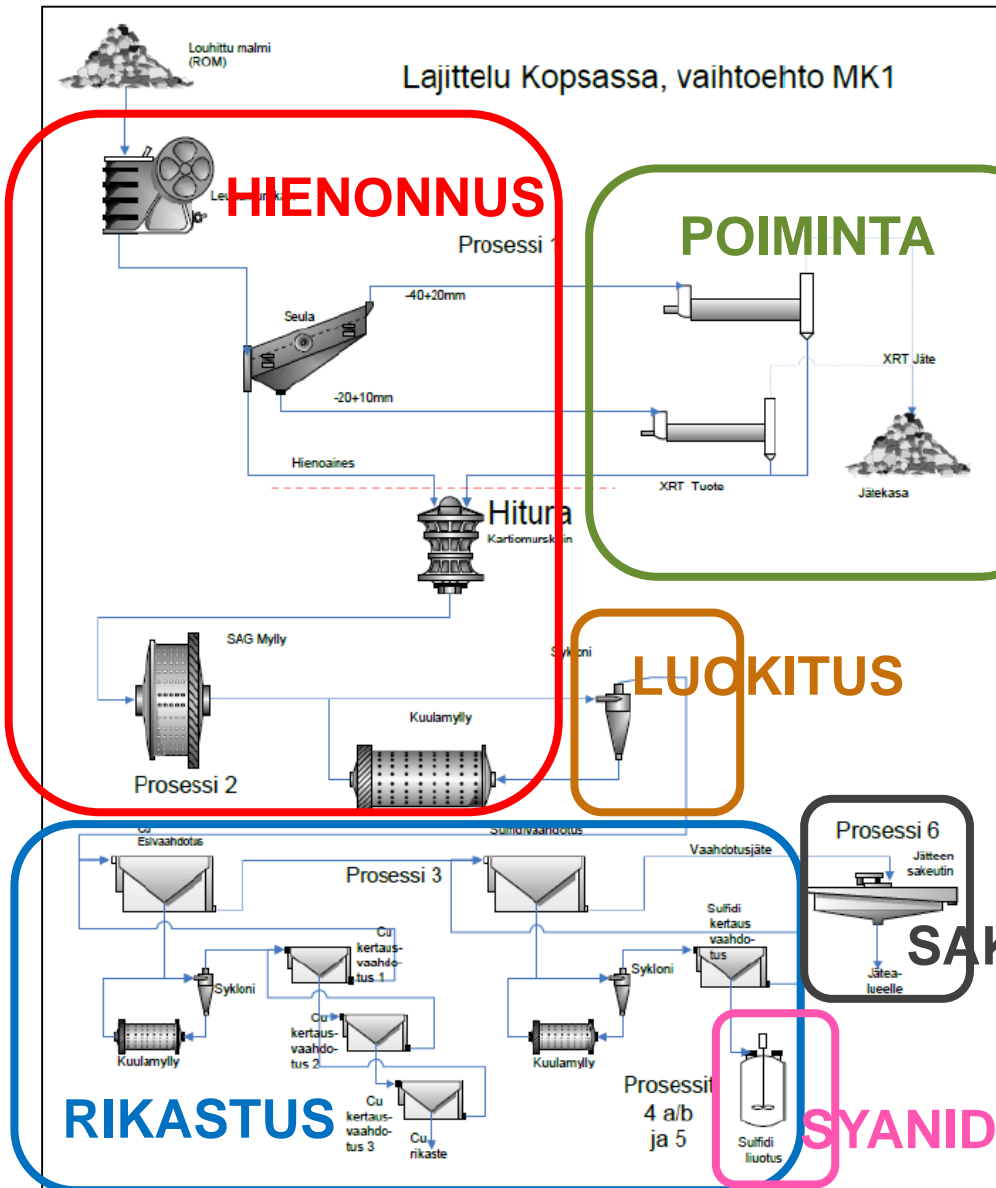 Louhittu malmi
(ROM)
Lajittelu Kopsassa, vaihtoehto MK1
HIENONNUS
POIMINTA
Prosessi 1
-40+20mm
Seula
XRT Jäte
-20+10mm
Hienoaines
XRT Tuote
Jätekasa
Hitura
Kartiomurskain
SAG Mylly
Sykloni
LUOKITUS
Kuulamylly
Prosessi 2
Cu
Esivaahdotus
Sulfidivaahdotus
Prosessi 6
Vaahdotusjäte
Jätteen
sakeutin
Prosessi 3
Sulfidi
kertaus
vaahdo-
tus
Cu
kertaus-
vaahdo-
tus 1
SAK
Sykloni
Sykloni
Jätea-
lueelle
Cu
kertaus-
vaahdo-
tus 2
Kuulamylly
Kuulamylly
Prosessit
4 a/b
ja 5
RIKASTUS
Cu
kertaus-
vaahdo-
tus 3
Cu
rikaste
SYANID
Sulfidi
liuotus